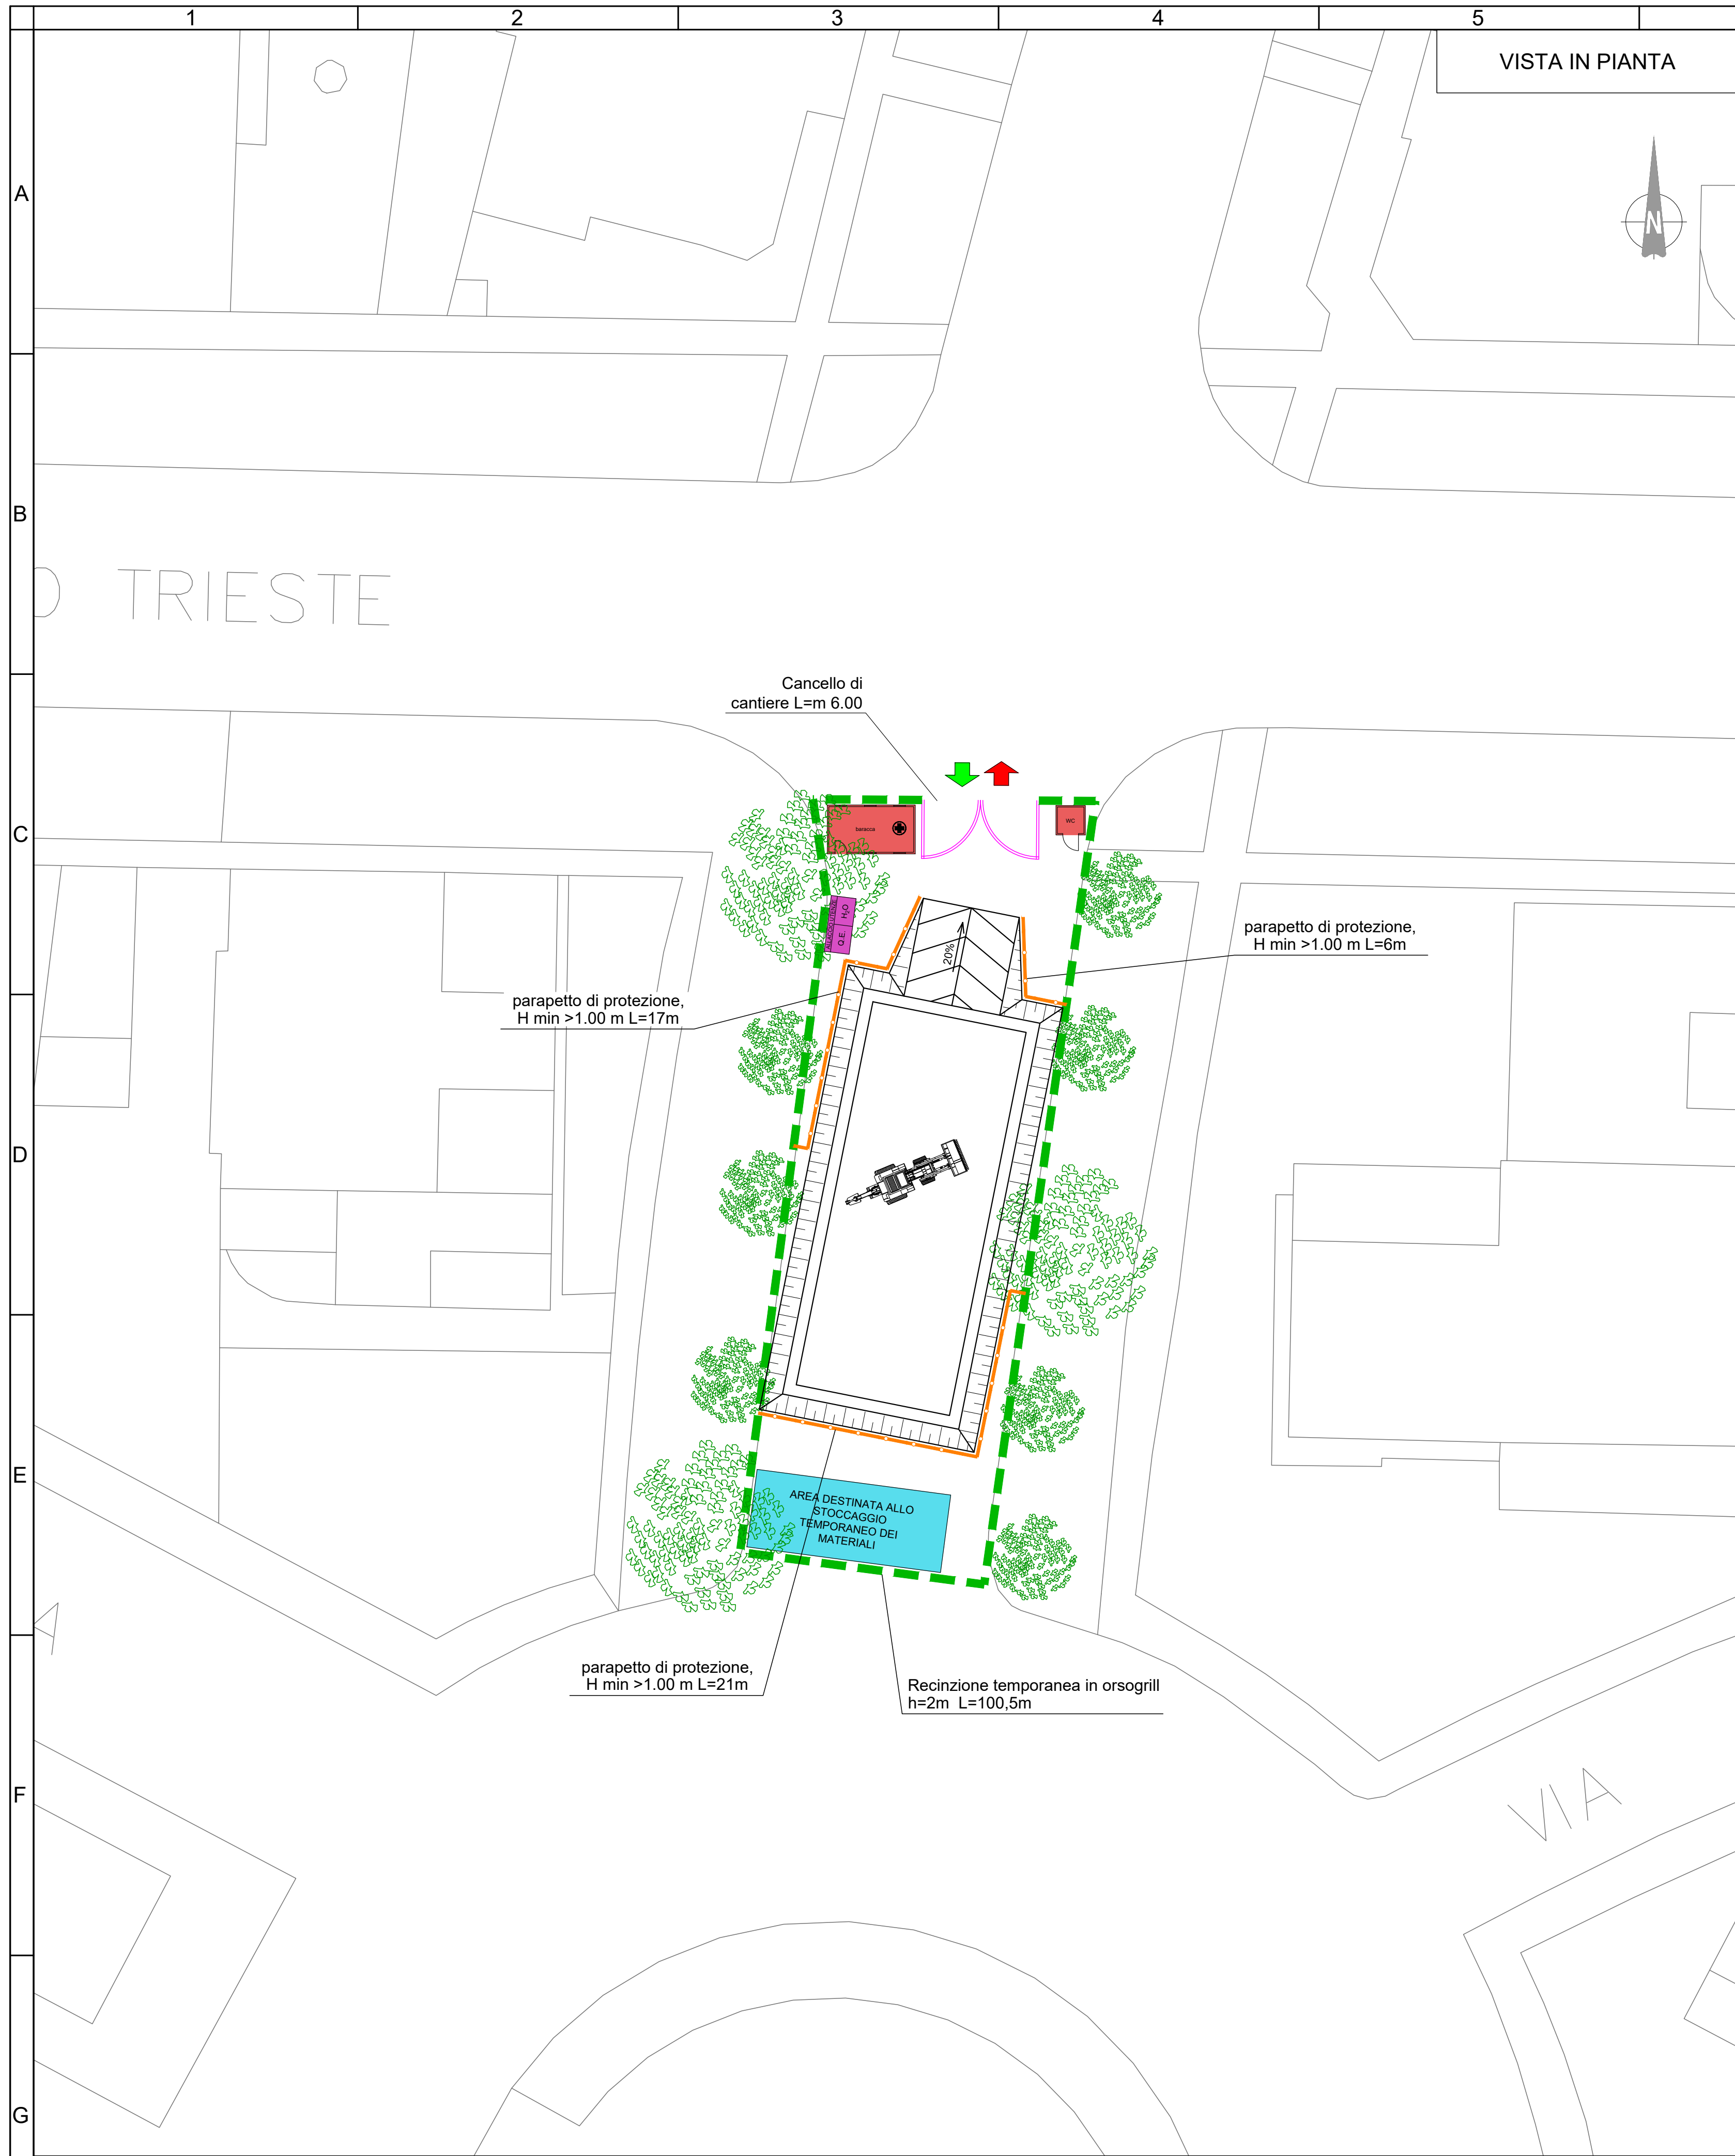 1 2 3 4 5
VISTA IN PIANTA
A
N
B
O TRIESTE
Cancello di
cantiere L=m 6.00
C
baracca
WC
ALLACCIO UTENZE
H2O
Q.E.
parapetto di protezione,
H min >1.00 m L=6m
20%
parapetto di protezione,
H min >1.00 m L=17m
D
E
AREA DESTINATA ALLO
STOCCAGGIO
TEMPORANEO DEI
MATERIALI
A
parapetto di protezione,
H min >1.00 m L=21m
Recinzione temporanea in orsogrill
h=2m L=100,5m
F
VIA
G